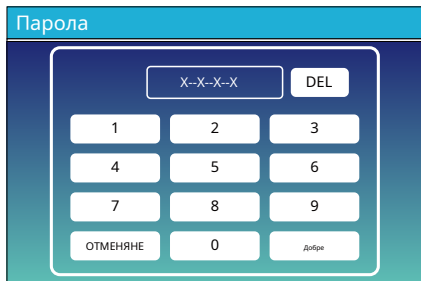 Парола
X--X--X--X DEL
1 2 3
4 5 6
7 8 9
ОТМЕНЯНЕ 0 Добре